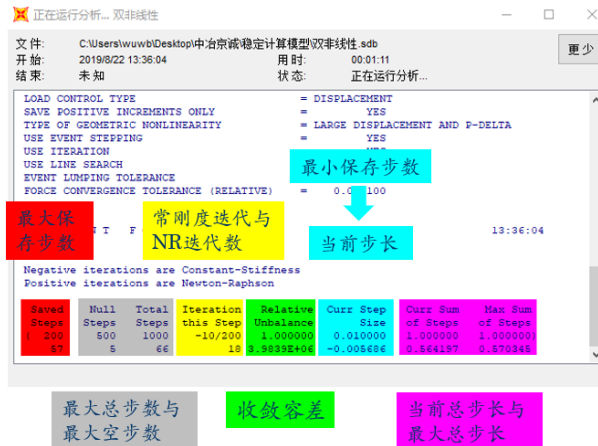 正在运行分析... 双非线性
文件: C:\Users\wuwb\Desktop\中冶京诚\稳定计算模型\双非线性.sdb
更少
开始: 2019/8/22 13:36:04 用时: 00:01:11
结束: 未知 状态: 正在运行分析...
LOAD CONTROL TYPE = DISPLACEMENT
SAVE POSITIVE INCREMENTS ONLY = YES
TYPE OF GEOMETRIC NONLINEARITY = LARGE DISPLACEMENT AND P-DELTA
USE EVENT STEPPING = YES
USE ITERATION
USE LINE SEARCH
EVENT LUMPING TOLERANCE
FORCE CONVERGENCE TOLERANCE (RELATIVE) =
最小保存步数
最大保
存步数
常刚度迭代与
NR迭代数
当前步长
N T F
13:36:04
Negative iterations are Constant-Stiffness
Positive iterations are Newton-Raphson
Saved Null Total Iteration Relative Curr Step Curr Sum Max Sum
Steps Steps Steps this Step Unbalance Size of Steps of Steps
( 200 500 1000 -10/200 1.000000 0.010000 1.000000 1.000000)
57 5 66 18 3.9839E+06 -0.005686 0.564197 0.570345
最大总步数与
最大空步数
收敛容差
当前总步长与
最大总步长